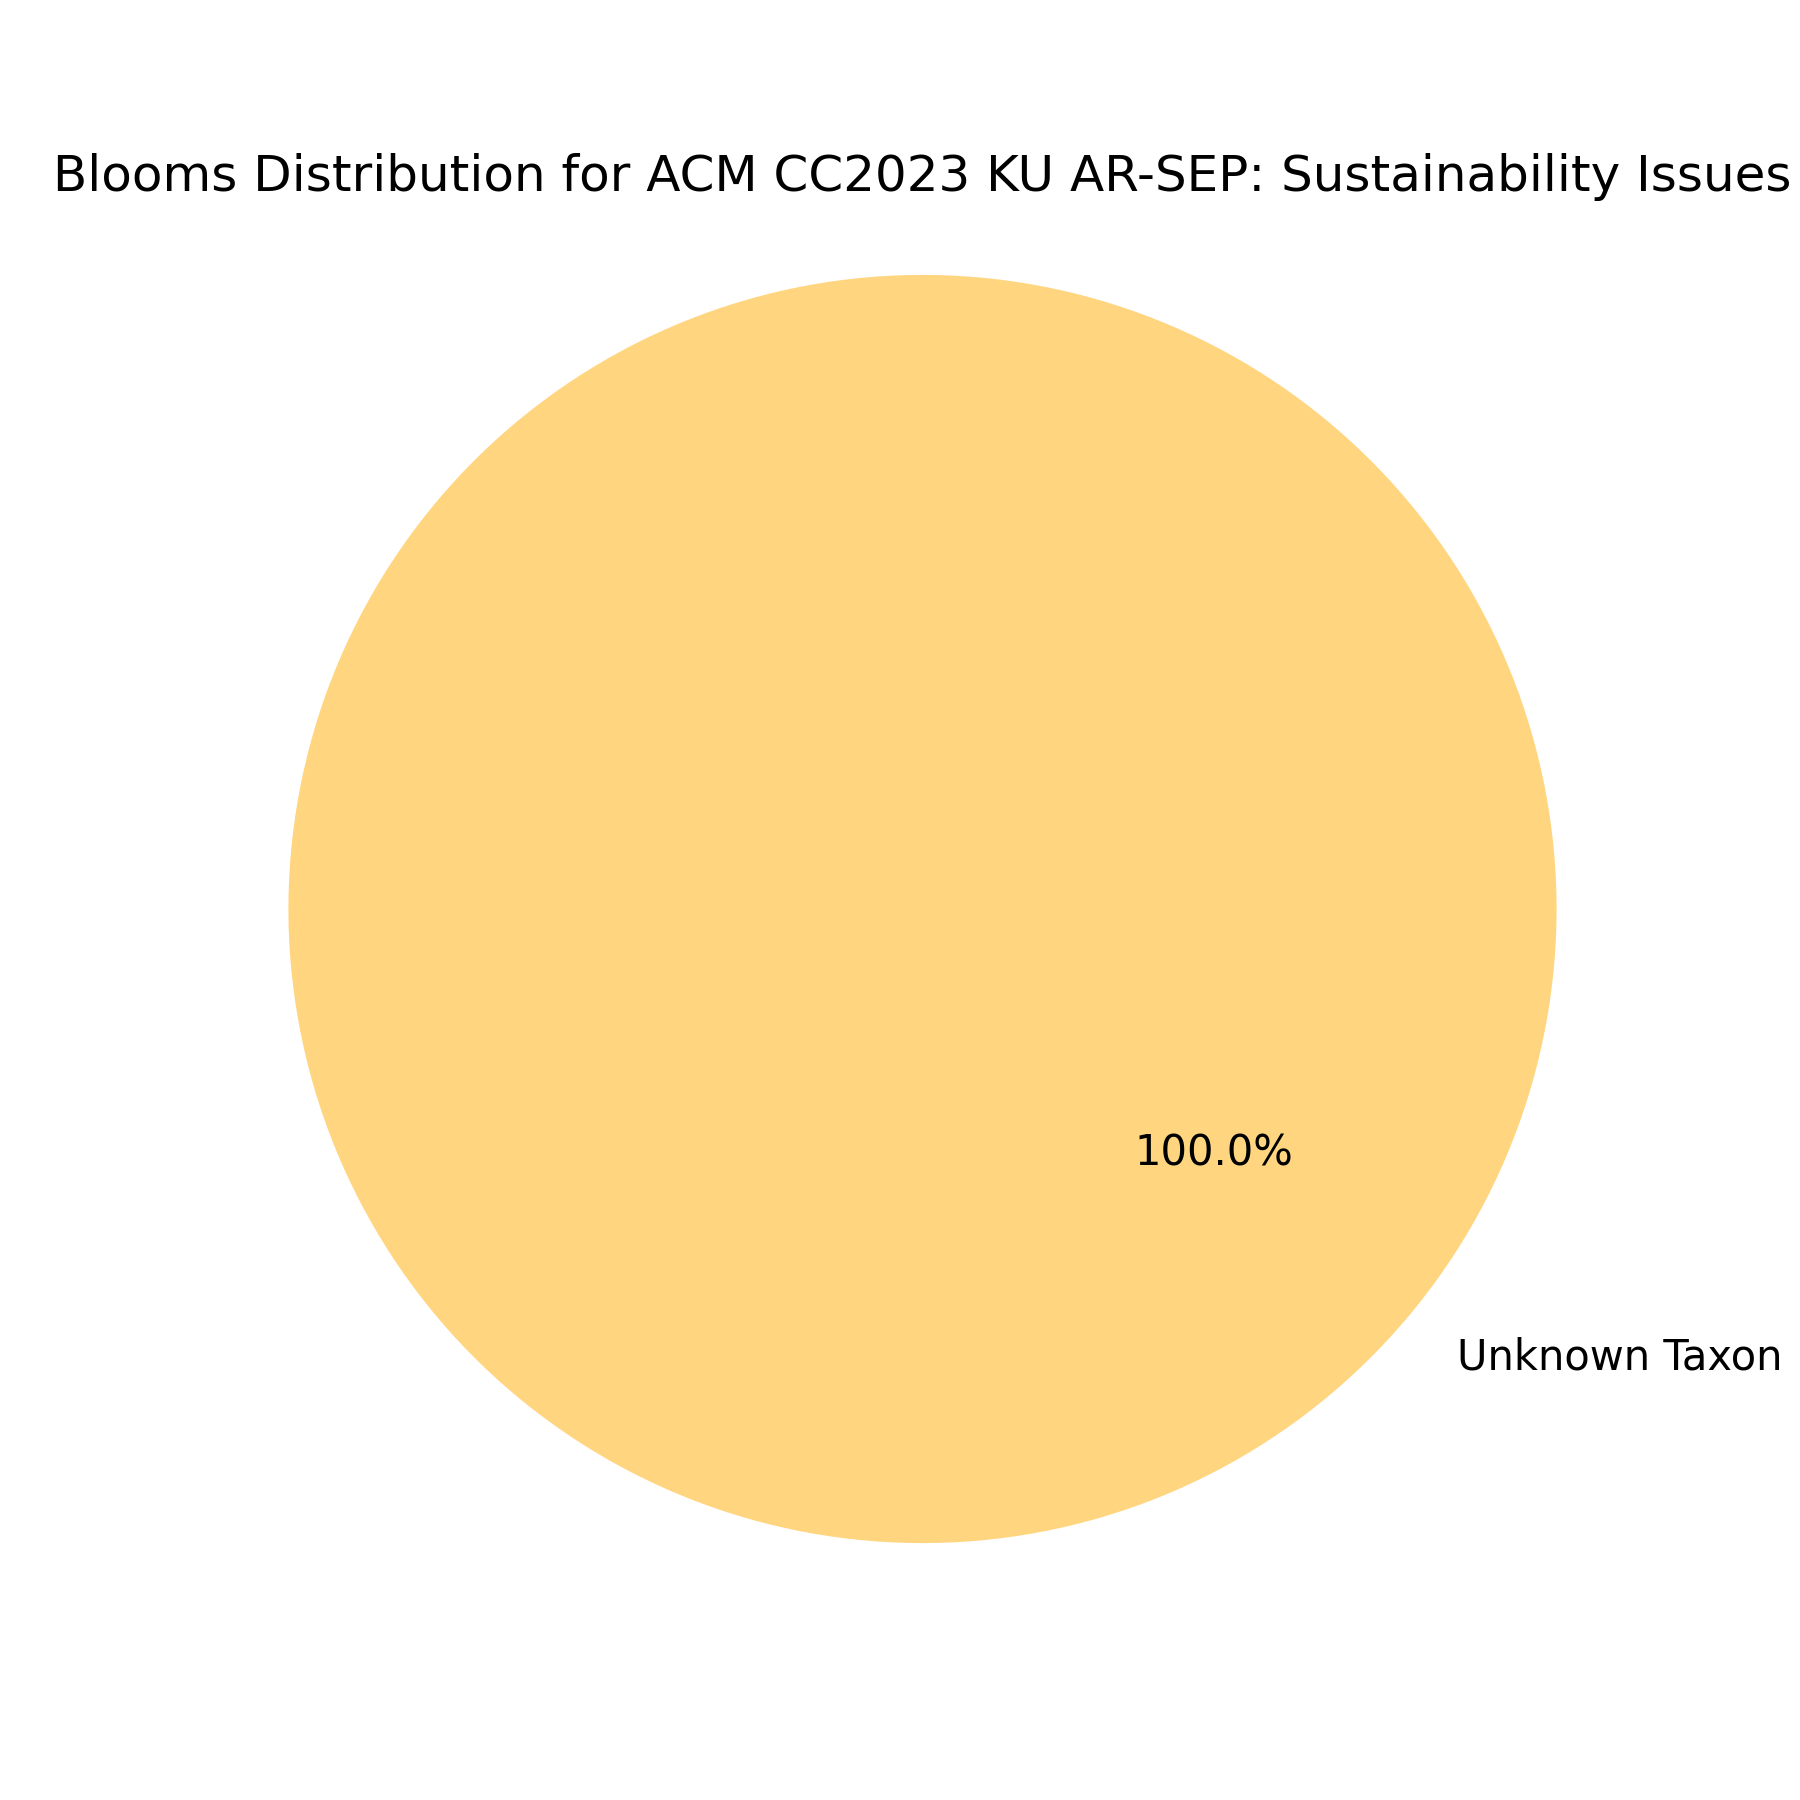 Blooms Distribution for ACM CC2023 KU AR-SEP: Sustainability Issues
100.0%
Unknown Taxon